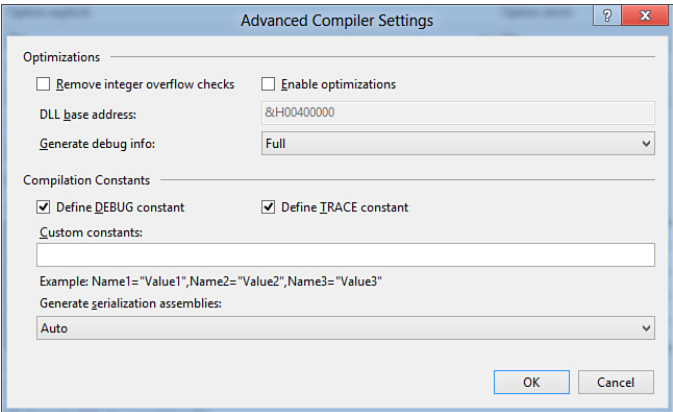 Advanced Compiler Settings
?
Optimizations
Remove integer overflow checks
Enable optimizations
DLL base address:
&H00400000
Generate debug info:
Full
Compilation Constants
Define DEBUG constant
Define TRACE constant
Custom constants:
Example: Name1="Value1",Name2="Value2",Name3="Value3"
Generate serialization assemblies:
Auto
OK
Cancel